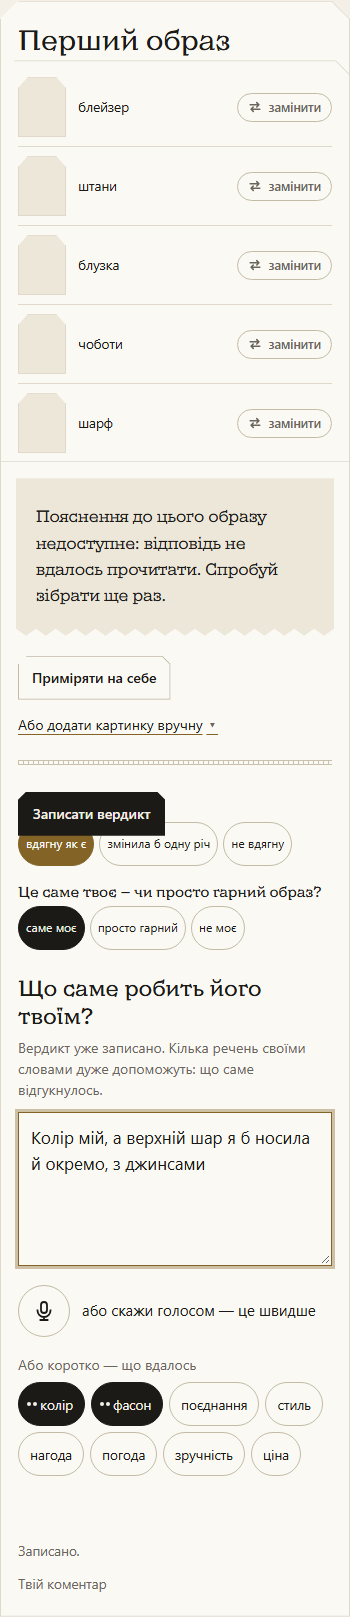 Перший образ
блейзер
замінити
штани
замінити
блузка
замінити
чоботи
замінити
шарф
замінити
Пояснення до цього образу
недоступне: відповідь не
вдалось прочитати. Спробуй
зібрати ще раз.
Приміряти на себе
Або додати картинку вручну
Записати вердикт
вдягну як є
змінила б одну річ
не вдягну
Це саме твоє – чи просто гарний образ?
саме моє
просто гарний
не моє
Що саме робить його
твоїм?
Вердикт уже записано. Кілька речень своїми
словами дуже допоможуть: що саме
відгукнулось.
Колір мій, а верхній шар я б носила
й окремо, з джинсами
або скажи голосом — це швидше
Або коротко — що вдалось
колір
фасон
поєднання
стиль
нагода
погода
зручність
ціна
Записано.
Твій коментар